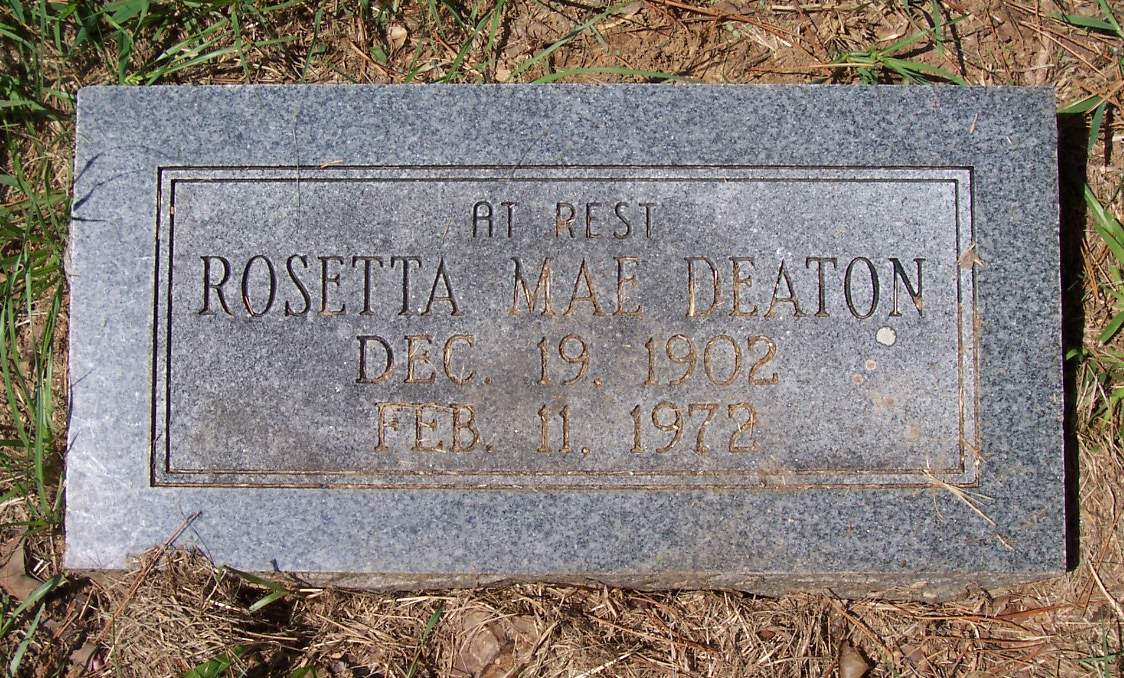 AT REST
ROSETTA MAE DEATON
DEC. 19, 1902
FEB. 11, 1972